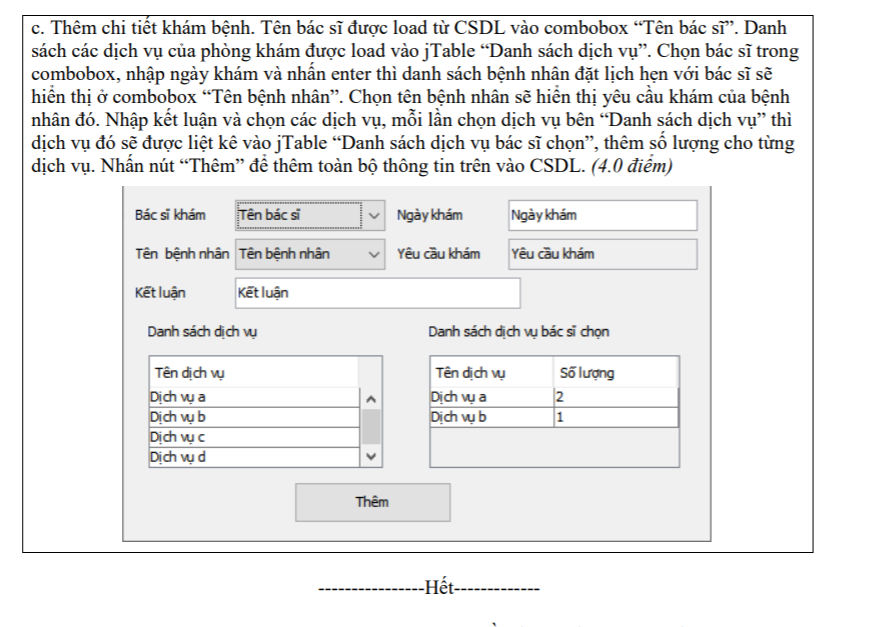 c. Thêm chi tiết khám bệnh. Tên bác sĩ được load từ CSDL vào combobox “Tên bác sĩ”. Danh
sách các dịch vụ của phòng khám được load vào jTable “Danh sách dịch vụ”. Chọn bác sĩ trong
combobox, nhập ngày khám và nhấn enter thì danh sách bệnh nhân đặt lịch hẹn với bác sĩ sẽ
hiển thị ở combobox “Tên bệnh nhân”. Chọn tên bệnh nhân sẽ hiển thị yêu cầu khám của bệnh
nhân đó. Nhập kết luận và chọn các dịch vụ, mỗi lần chọn dịch vụ bên “Danh sách dịch vụ” thì
dịch vụ đó sẽ được liệt kê vào jTable “Danh sách dịch vụ bác sĩ chọn”, thêm số lượng cho từng
dịch vụ. Nhấn nút “Thêm” để thêm toàn bộ thông tin trên vào CSDL. (4.0 điểm)
Bác sĩ khám Tên bác sĩ Ngày khám Ngày khám
Tên bệnh nhân Tên bệnh nhân Yêu cầu khám Yêu cầu khám
Kết luận Kết luận
Danh sách dịch vụ Danh sách dịch vụ bác sĩ chọn
Tên dịch vụ Tên dịch vụ Số lượng
Dịch vụ a Dịch vụ a 2
Dịch vụ b Dịch vụ b 1
Dịch vụ c
Dịch vụ d
Thêm
----------------Hết-------------